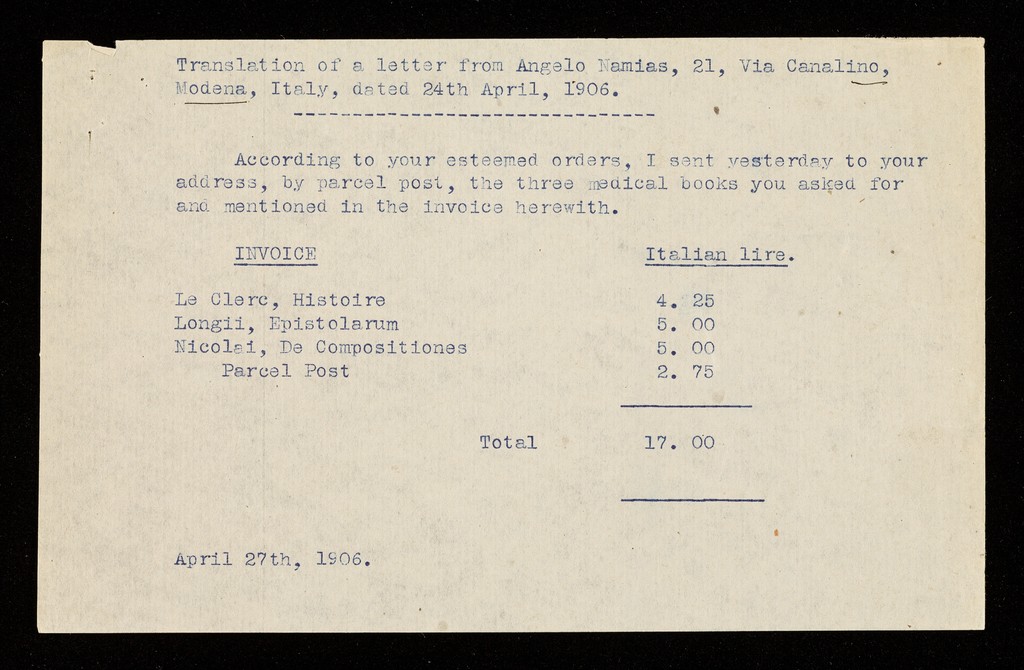 Translation of a letter from Angelo Namias, 21, Via Canalino,
Modena, Italy, dated 24th April, 1906.
-------------------------------
According to your esteemed orders, I sent yesterday to your
address, by parcel post, the three medical books you asked for
and mentioned in the invoice herewith.
INVOICE Italian lire.
Le Clerc, Histoire 4. 25
Longii, Epistolarum 5. 00
Nicolai, De Compositiones 5. 00
Parcel Post 2. 75
Total 17. 00
April 27th, 1906.